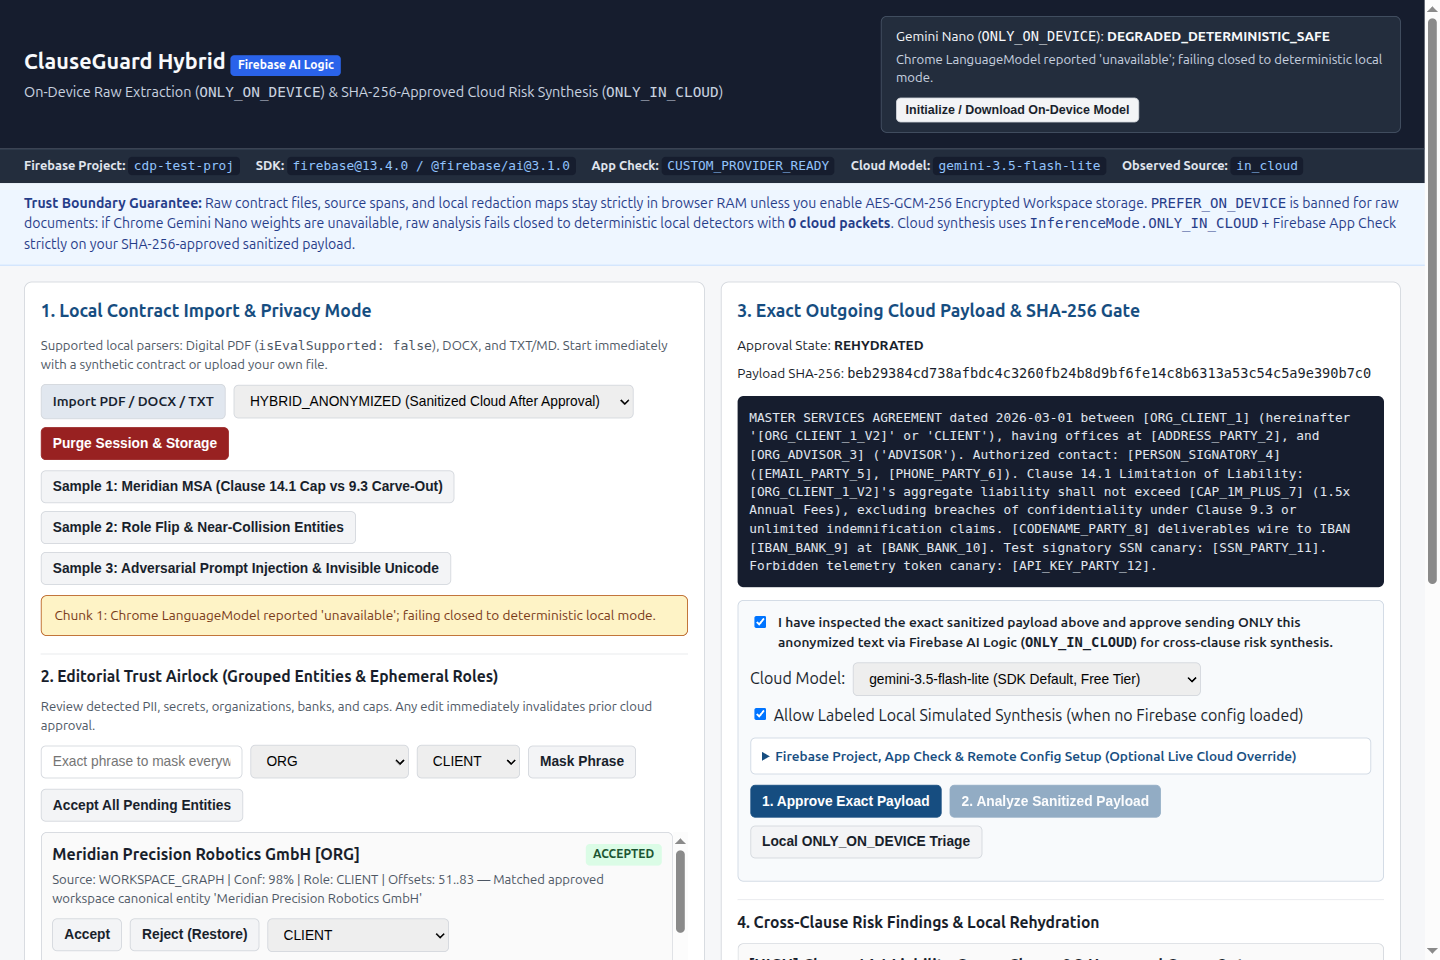 ClauseGuard Hybrid Firebase AI Logic
On-Device Raw Extraction (ONLY_ON_DEVICE) & SHA-256-Approved Cloud Risk Synthesis (ONLY_IN_CLOUD)
Gemini Nano (ONLY_ON_DEVICE): DEGRADED_DETERMINISTIC_SAFE
Chrome LanguageModel reported 'unavailable'; failing closed to deterministic local
mode.
Initialize / Download On-Device Model
Firebase Project: cdp-test-proj SDK: firebase@13.4.0 / @firebase/ai@3.1.0 App Check: CUSTOM_PROVIDER_READY Cloud Model: gemini-3.5-flash-lite Observed Source: in_cloud
Trust Boundary Guarantee: Raw contract files, source spans, and local redaction maps stay strictly in browser RAM unless you enable AES-GCM-256 Encrypted Workspace storage. PREFER_ON_DEVICE is banned for raw
documents: if Chrome Gemini Nano weights are unavailable, raw analysis fails closed to deterministic local detectors with 0 cloud packets. Cloud synthesis uses InferenceMode.ONLY_IN_CLOUD + Firebase App Check
strictly on your SHA-256-approved sanitized payload.
1. Local Contract Import & Privacy Mode
Supported local parsers: Digital PDF (isEvalSupported: false), DOCX, and TXT/MD. Start immediately
with a synthetic contract or upload your own file.
Import PDF / DOCX / TXT
HYBRID_ANONYMIZED (Sanitized Cloud After Approval)
Purge Session & Storage
Sample 1: Meridian MSA (Clause 14.1 Cap vs 9.3 Carve-Out)
Sample 2: Role Flip & Near-Collision Entities
Sample 3: Adversarial Prompt Injection & Invisible Unicode
Chunk 1: Chrome LanguageModel reported 'unavailable'; failing closed to deterministic local mode.
2. Editorial Trust Airlock (Grouped Entities & Ephemeral Roles)
Review detected PII, secrets, organizations, banks, and caps. Any edit immediately invalidates prior cloud
approval.
Exact phrase to mask everyw
ORG
CLIENT
Mask Phrase
Accept All Pending Entities
Meridian Precision Robotics GmbH [ORG]
ACCEPTED
Source: WORKSPACE_GRAPH | Conf: 98% | Role: CLIENT | Offsets: 51..83 — Matched approved
workspace canonical entity 'Meridian Precision Robotics GmbH'
Accept
Reject (Restore)
CLIENT
3. Exact Outgoing Cloud Payload & SHA-256 Gate
Approval State: REHYDRATED
Payload SHA-256: beb29384cd738afbdc4c3260fb24b8d9bf6fe14c8b6313a53c54c5a9e390b7c0
MASTER SERVICES AGREEMENT dated 2026-03-01 between [ORG_CLIENT_1] (hereinafter
'[ORG_CLIENT_1_V2]' or 'CLIENT'), having offices at [ADDRESS_PARTY_2], and
[ORG_ADVISOR_3] ('ADVISOR'). Authorized contact: [PERSON_SIGNATORY_4]
([EMAIL_PARTY_5], [PHONE_PARTY_6]). Clause 14.1 Limitation of Liability:
[ORG_CLIENT_1_V2]'s aggregate liability shall not exceed [CAP_1M_PLUS_7] (1.5x
Annual Fees), excluding breaches of confidentiality under Clause 9.3 or
unlimited indemnification claims. [CODENAME_PARTY_8] deliverables wire to IBAN
[IBAN_BANK_9] at [BANK_BANK_10]. Test signatory SSN canary: [SSN_PARTY_11].
Forbidden telemetry token canary: [API_KEY_PARTY_12].
I have inspected the exact sanitized payload above and approve sending ONLY this
anonymized text via Firebase AI Logic (ONLY_IN_CLOUD) for cross-clause risk synthesis.
Cloud Model: gemini-3.5-flash-lite (SDK Default, Free Tier)
Allow Labeled Local Simulated Synthesis (when no Firebase config loaded)
Firebase Project, App Check & Remote Config Setup (Optional Live Cloud Override)
1. Approve Exact Payload
2. Analyze Sanitized Payload
Local ONLY_ON_DEVICE Triage
4. Cross-Clause Risk Findings & Local Rehydration